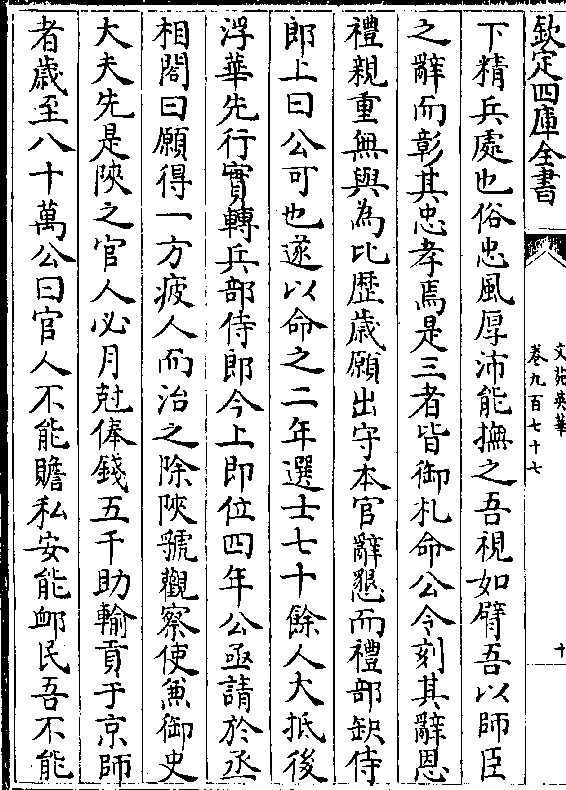 欽定四庫全書
文苑英華
卷九百七十七
十
下精兵處也俗忠風厚沛能撫之吾視如臂吾以師臣
之辭而彰其忠孝焉是三者皆御札命公令刻其辭恩
禮親重無與為比歴歳願出守本官辭懇而禮部缺侍
郎上曰公可也遂以命之二年選士七十餘人大抵後
浮華先行實轉兵部侍郎今上即位四年公亟請於丞
相閤曰願得一方疲人而治之除陜虢觀察使兼御史
大夫先是陜之官人必月尅俸錢五千助輸貢于京師
者歳至八十萬公曰官人不能贍私安能卹民吾不能